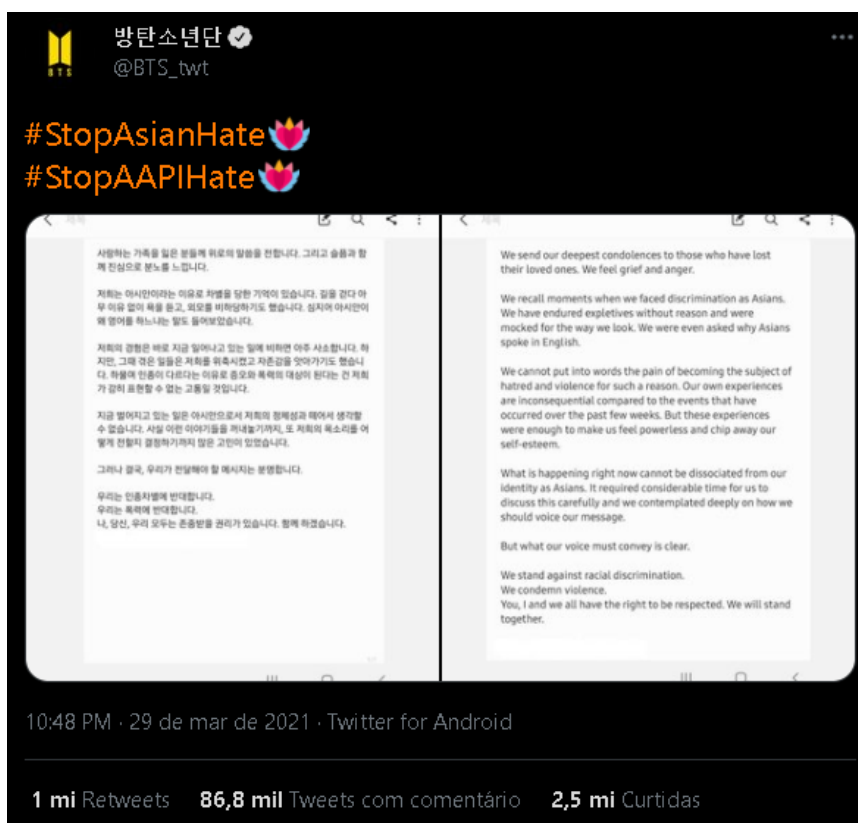 방탄소년단
@BTS_twt
BTS
#StopAsianHate
#StopAAPIHate
사랑하는 가족을 잃은 분들께 위로의 말씀을 전합니다. 그리고 슬픔과 함
께 진심으로 분노를 느낍니다.
저희는 아시안이라는 이유로 차별을 당한 기억이 있습니다. 길을 걷다 아
무 이유 없이 욕을 듣고, 외모를 비하당하기도 했습니다. 심지어 아시안이
왜 영어를 하느냐는 말도 들어보았습니다.
저희의 경험은 바로 지금 일어나고 있는 일에 비하면 아주 사소합니다. 하
지만, 그때 겪은 일들은 저희를 위축시켰고 자존감을 앗아가기도 했습니
다. 하물며 인종이 다르다는 이유로 증오와 폭력의 대상이 된다는 건 저희
가 감히 표현할 수 없는 고통일 것입니다.
지금 벌어지고 있는 일은 아시안으로서 저희의 정체성과 떼어서 생각할
수 없습니다. 사실 이런 이야기들을 꺼내놓기까지, 또 저희의 목소리를 어
떻게 전할지 결정하기까지 많은 고민이 있었습니다.
그러나 결국, 우리가 전달해야 할 메시지는 분명합니다.
우리는 인종차별에 반대합니다.
우리는 폭력에 반대합니다.
나, 당신, 우리 모두는 존중받을 권리가 있습니다. 함께 하겠습니다.
We send our deepest condolences to those who have lost
their loved ones. We feel grief and anger.
We recall moments when we faced discrimination as Asians.
We have endured expletives without reason and were
mocked for the way we look. We were even asked why Asians
spoke in English.
We cannot put into words the pain of becoming the subject of
hatred and violence for such a reason. Our own experiences
are inconsequential compared to the events that have
occurred over the past few weeks. But these experiences
were enough to make us feel powerless and chip away our
self-esteem.
What is happening right now cannot be dissociated from our
identity as Asians. It required considerable time for us to
discuss this carefully and we contemplated deeply on how we
should voice our message.
But what our voice must convey is clear.
We stand against racial discrimination.
We condemn violence.
You, I and we all have the right to be respected. We will stand
together.
10:48 PM · 29 de mar de 2021 · Twitter for Android
1 mi Retweets 86,8 mil Tweets com comentário 2,5 mi Curtidas